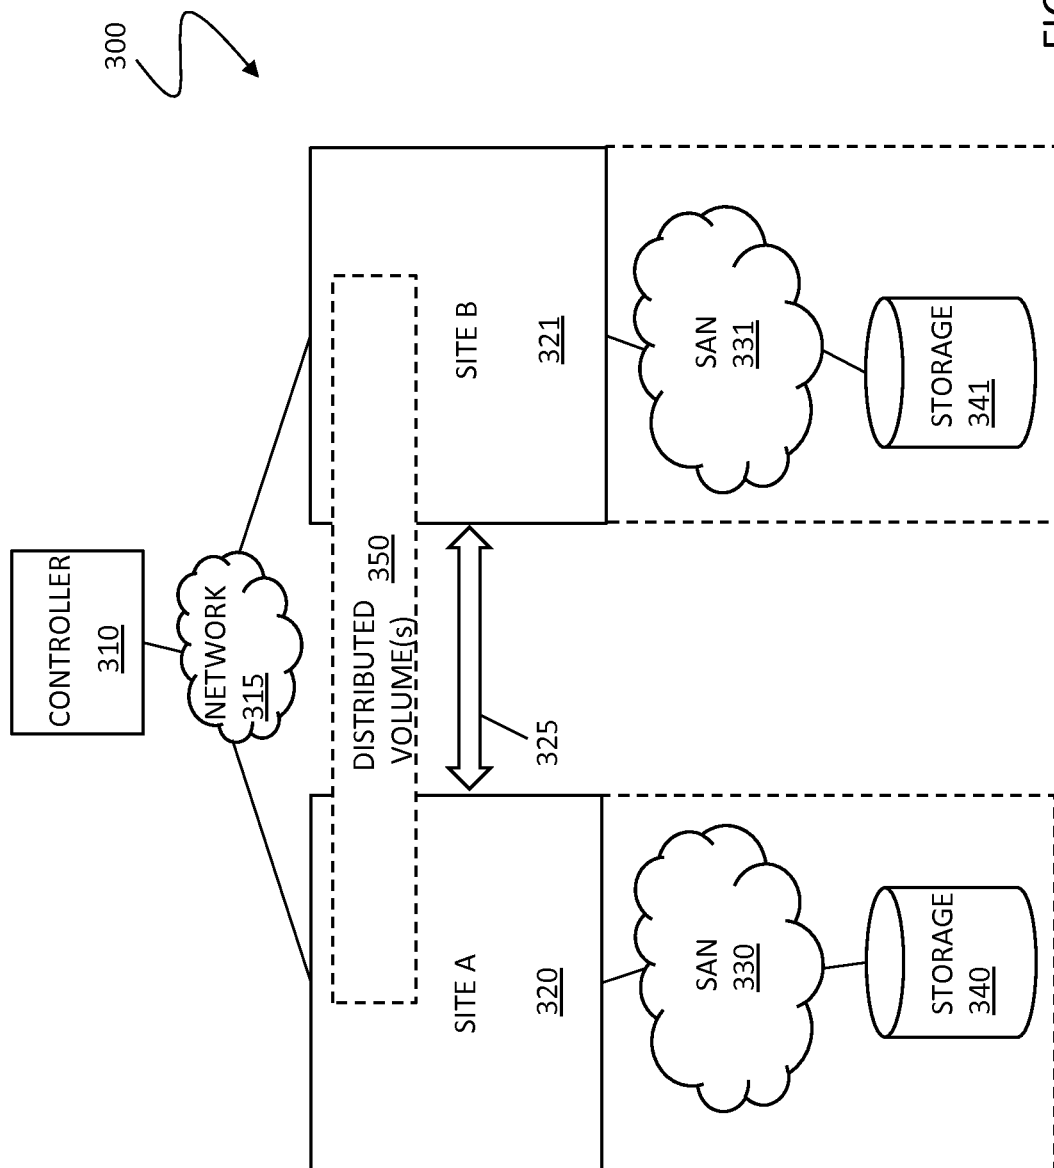 300
CONTROLLER
310
NETWORK
315
DISTRIBUTED
VOLUME(s)
350
SITE A
320
325
SITE B
321
SAN
330
SAN
331
STORAGE
340
STORAGE
341